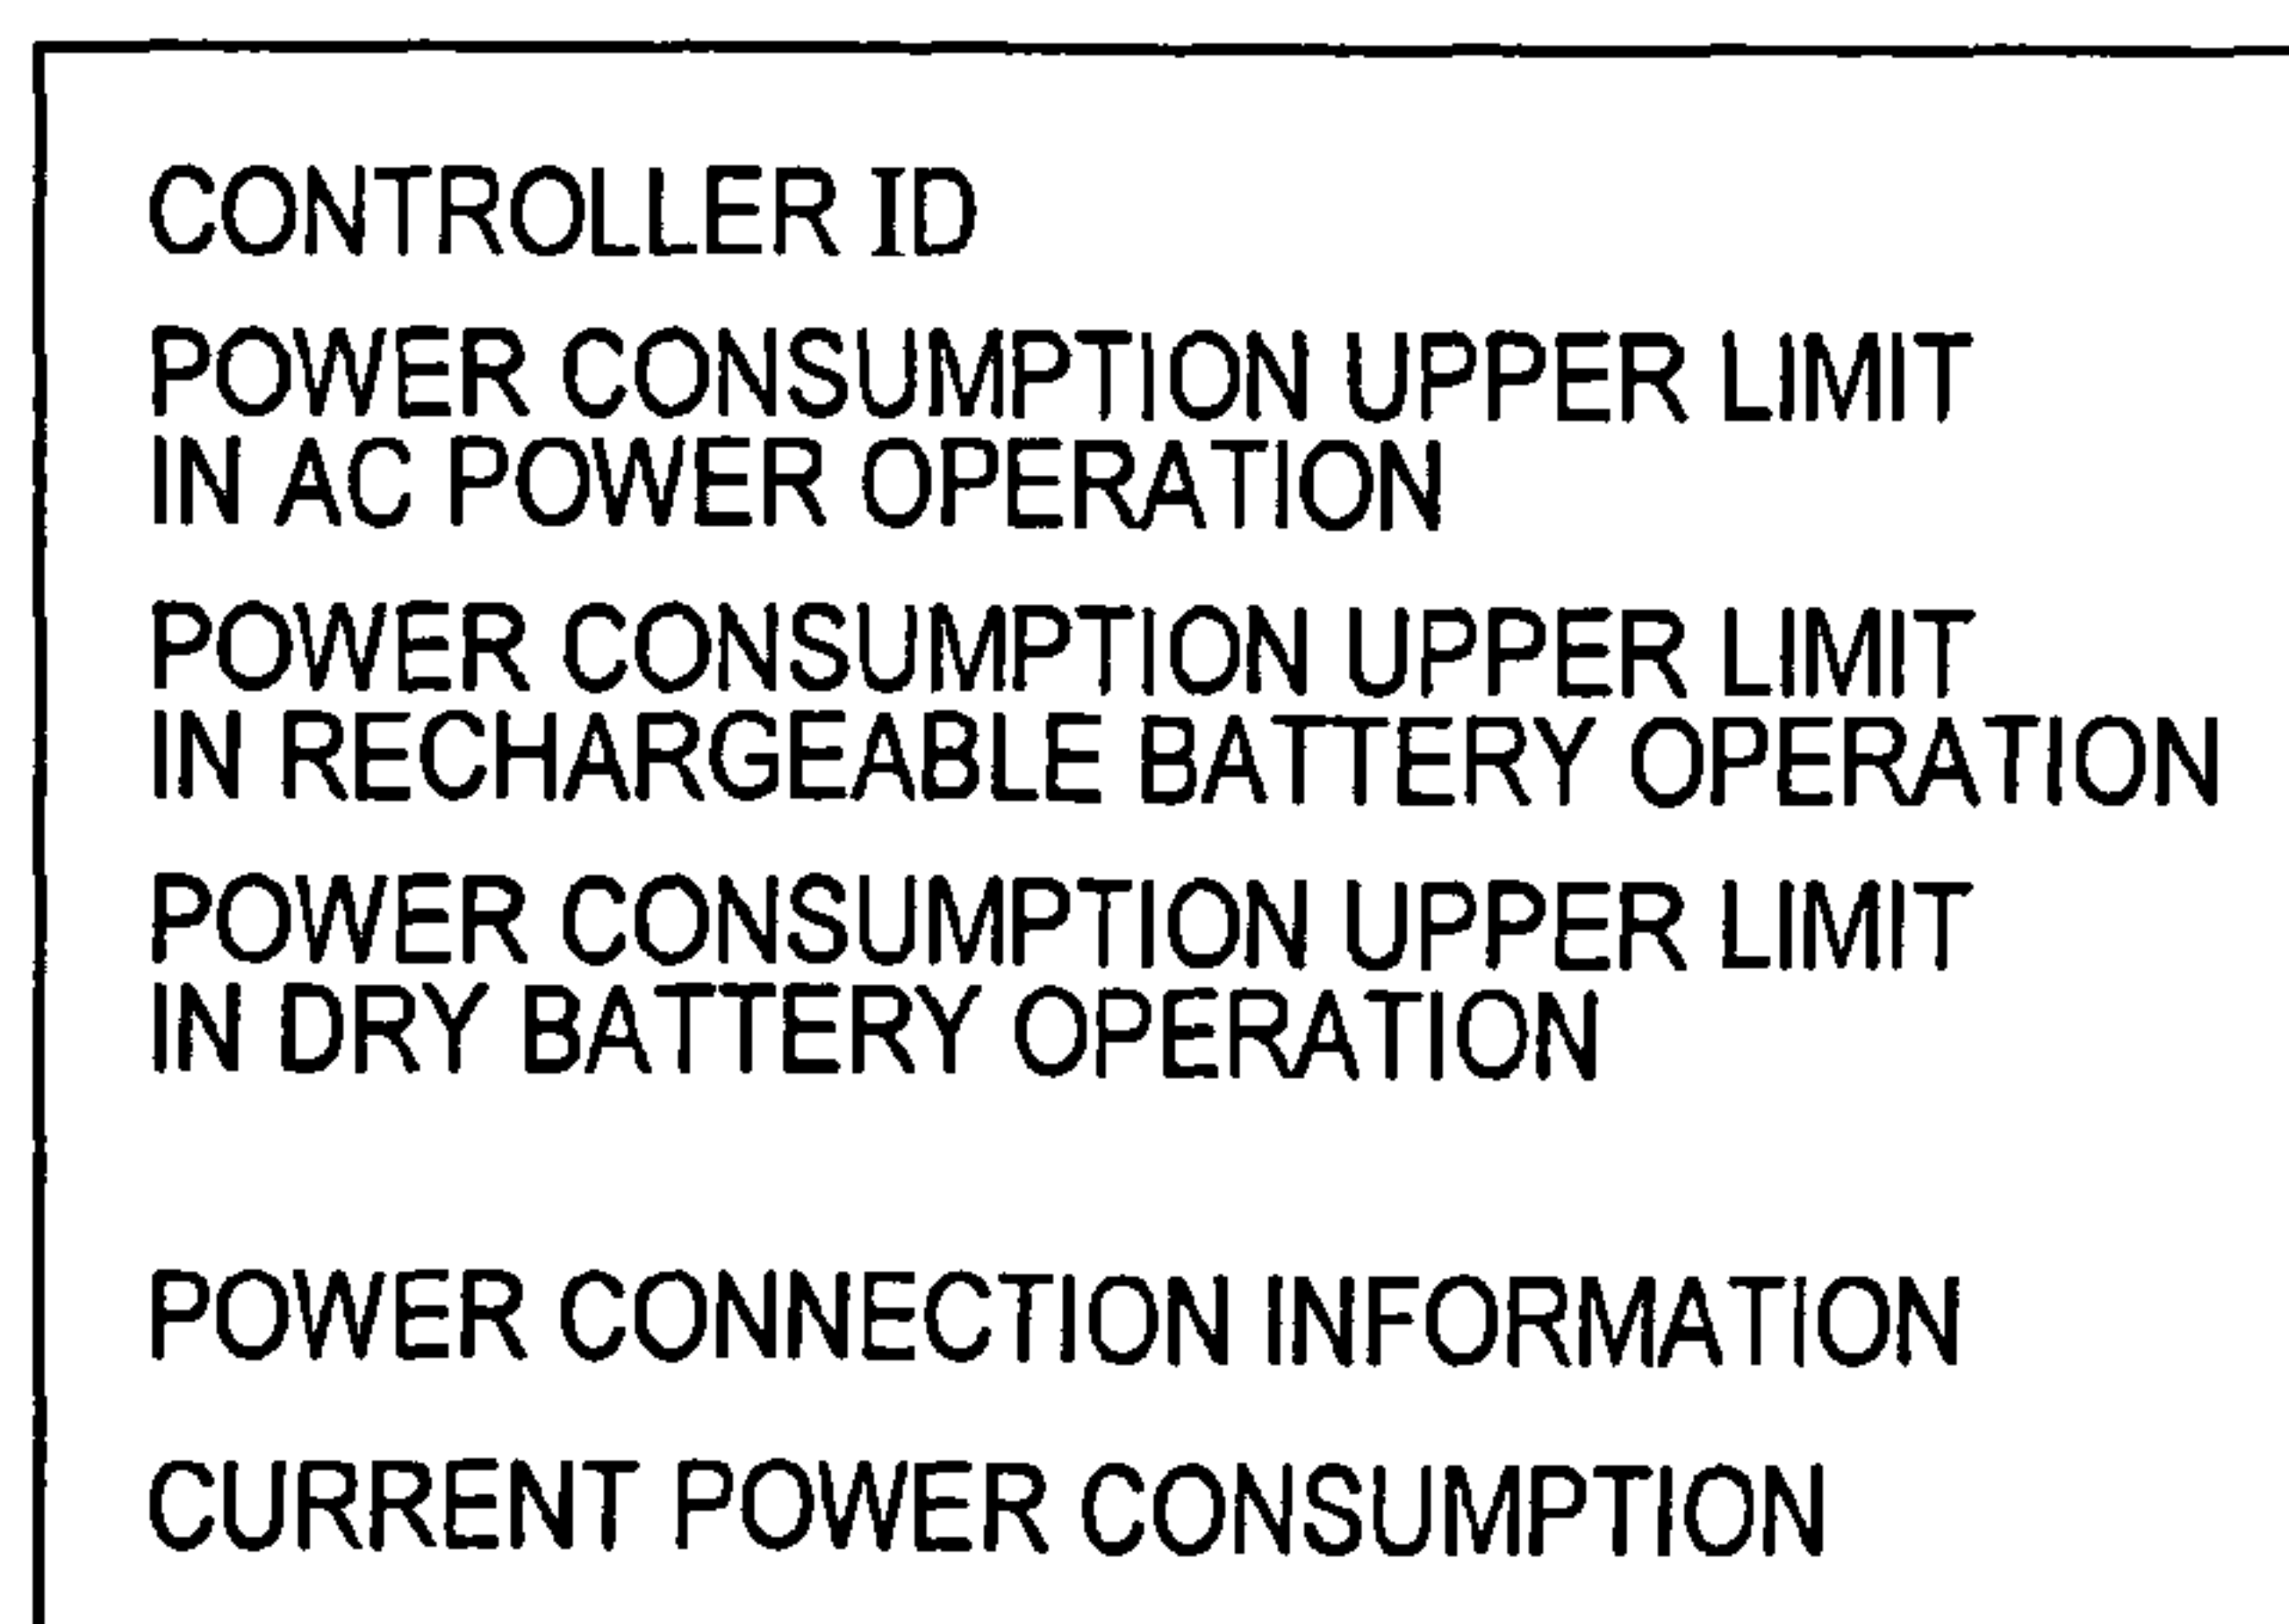 CONTROLLER ID
POWER CONSUMPTION UPPER LIMIT
IN AC POWER OPERATION
POWER CONSUMPTION UPPER LIMIT
IN RECHARGEABLE BATTERY OPERATION
POWER CONSUMPTION UPPER LIMIT
IN DRY BATTERY OPERATION
POWER CONNECTION INFORMATION
CURRENT POWER CONSUMPTION